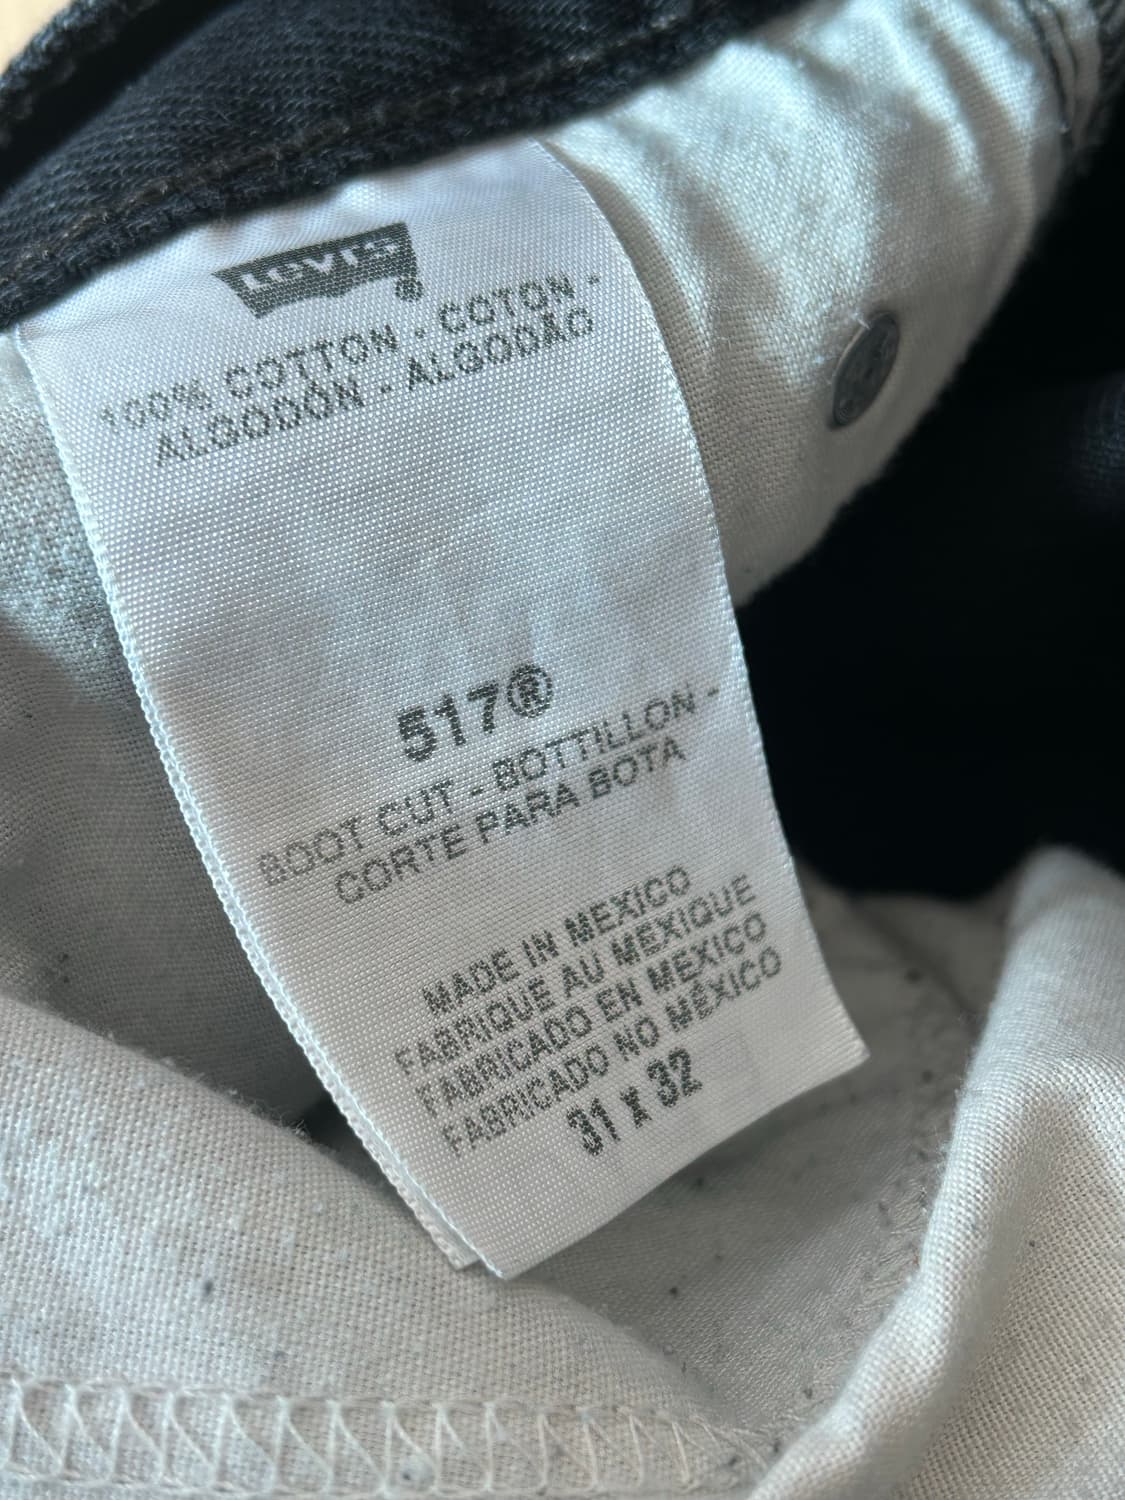 Levi's
100% COTTON - COTON -
ALGODÓN - ALGODÃO
517®
BOOT CUT - BOTTILLON -
CORTE PARA BOTA
MADE IN MEXICO
FABRIQUE AU MEXIQUE
FABRICADO EN MEXICO
FABRICADO NO MÉXICO
31 x 32